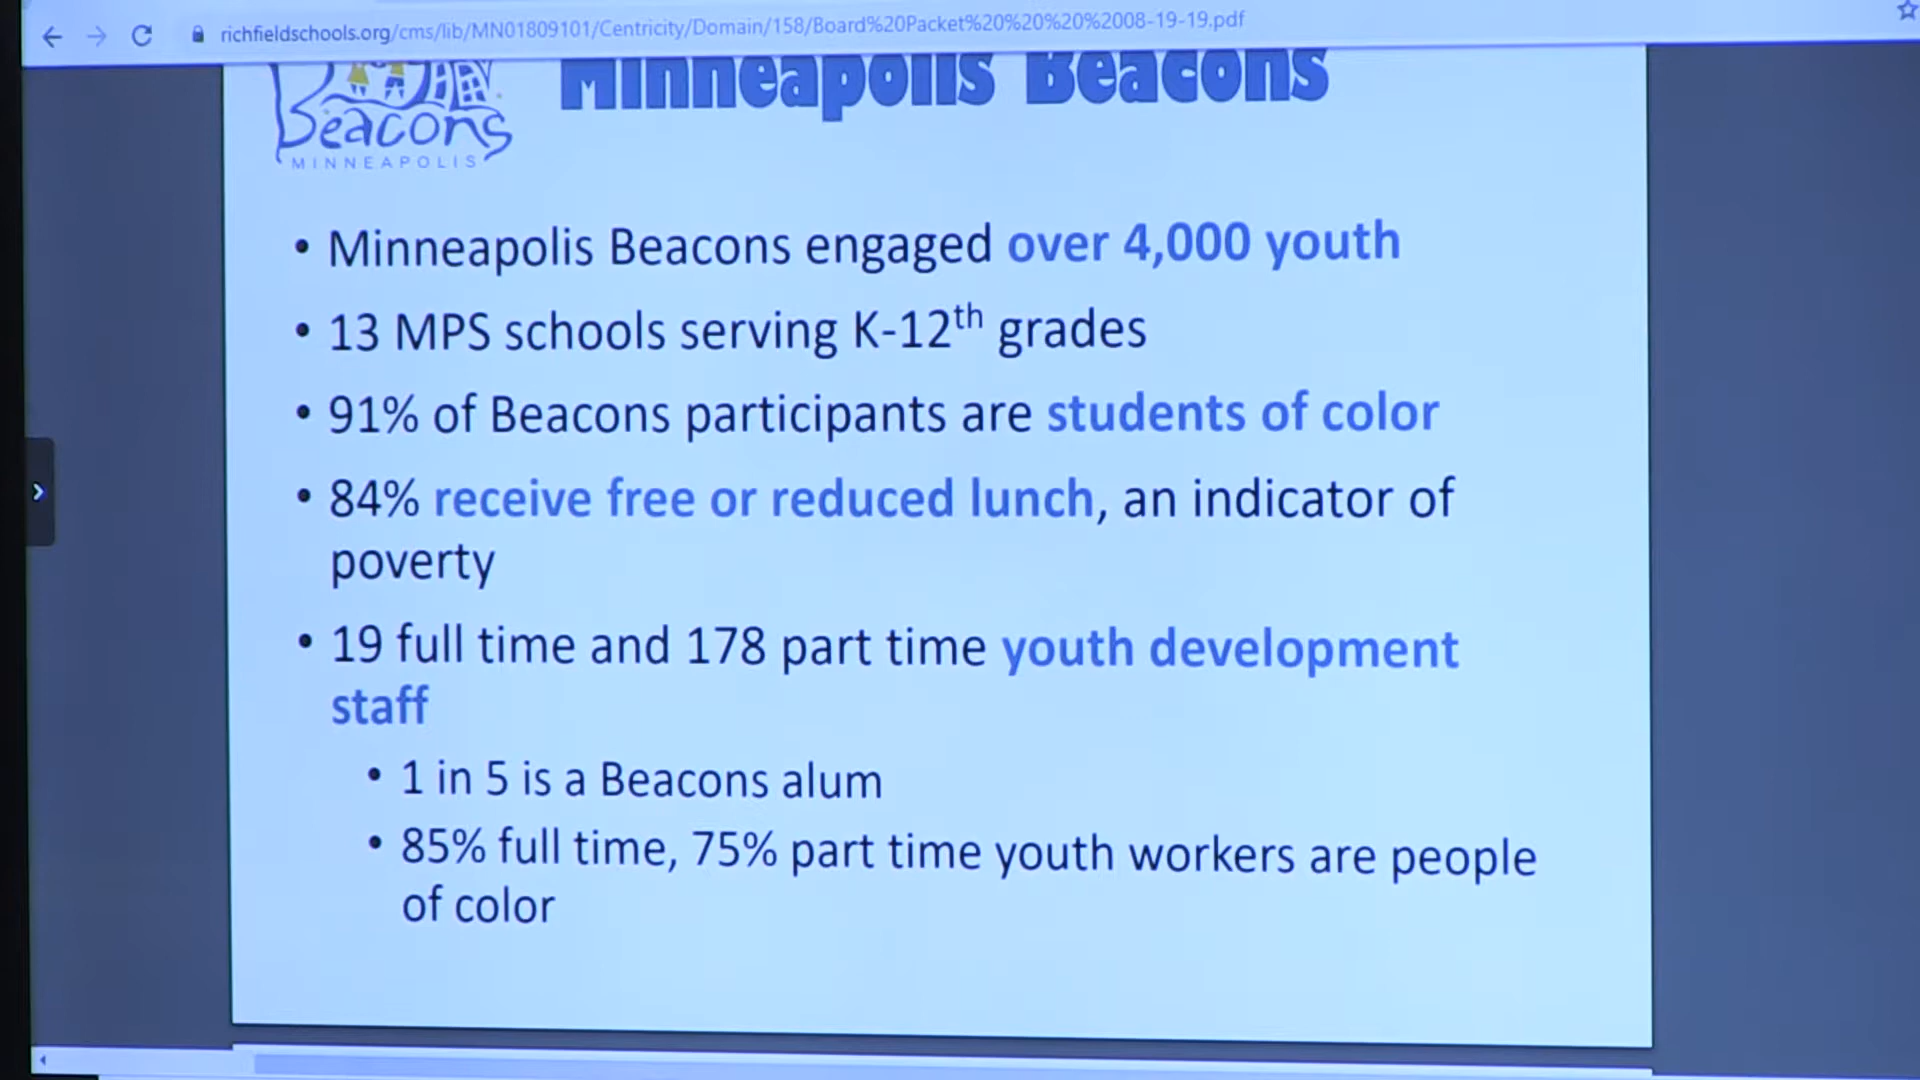 richfieldschools.org/cms/lib/MN01809101/Centricity/Domain/158/Board%20Packet%20%20%20%2008-19-19.pdf
Minneapolis Beacons
Beacons
MINNEAPOLIS
• Minneapolis Beacons engaged over 4,000 youth
• 13 MPS schools serving K-12th grades
• 91% of Beacons participants are students of color
• 84% receive free or reduced lunch, an indicator of
poverty
• 19 full time and 178 part time youth development
staff
• 1 in 5 is a Beacons alum
• 85% full time, 75% part time youth workers are people
of color